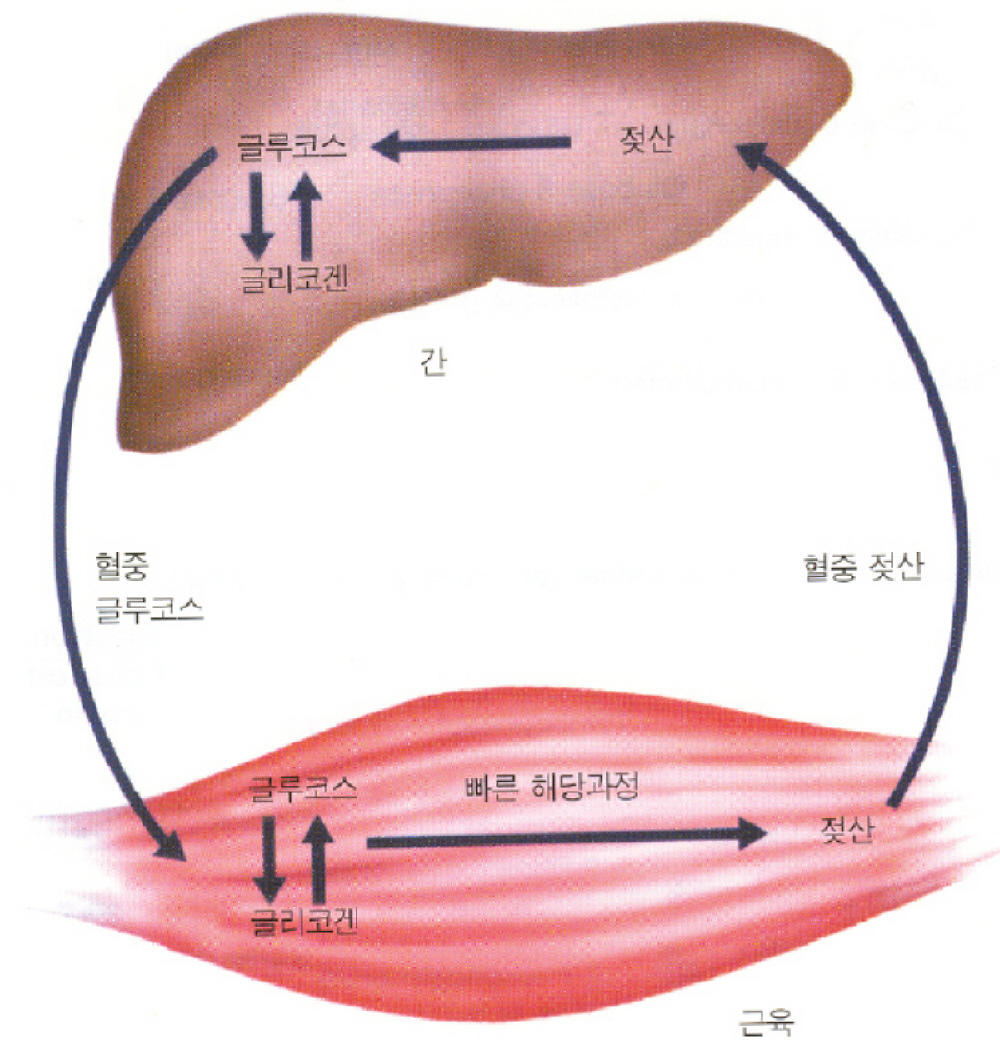 글루코스
젖산
글리코겐
간
혈중
글루코스
혈중 젖산
글루코스
빠른 해당과정
젖산
글리코겐
근육